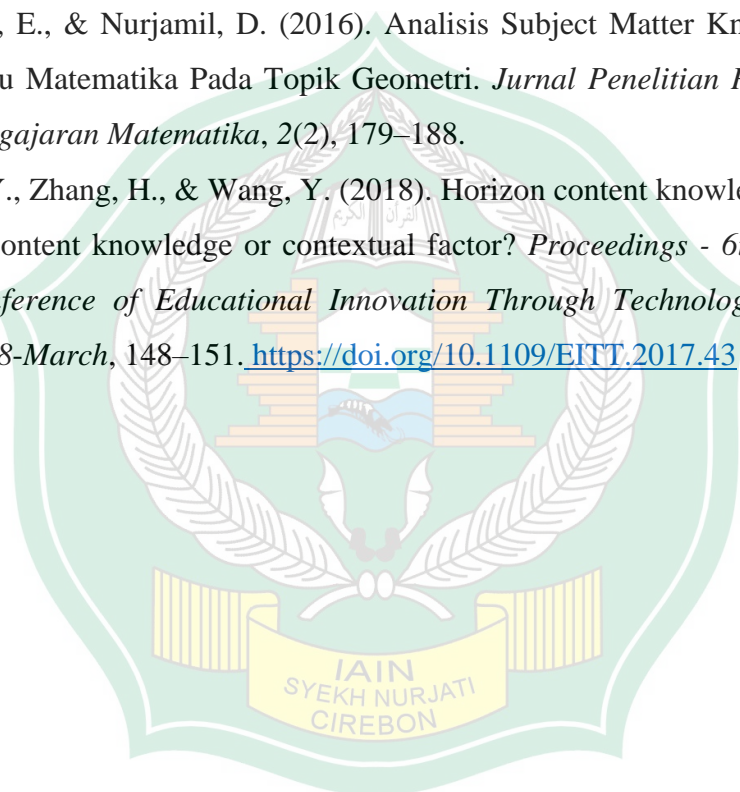 , E., & Nurjamil, D. (2016). Analisis Subject Matter Kn
u Matematika Pada Topik Geometri. Jurnal Penelitian P
gajaran Matematika, 2(2), 179–188.
Y., Zhang, H., & Wang, Y. (2018). Horizon content knowle
ontent knowledge or contextual factor? Proceedings - 6
ference of Educational Innovation Through Technolog
8-March, 148–151. https://doi.org/10.1109/EITT.2017.43
القرآن الكريم
IAIN
SYEKH NURJATI
CIREBON